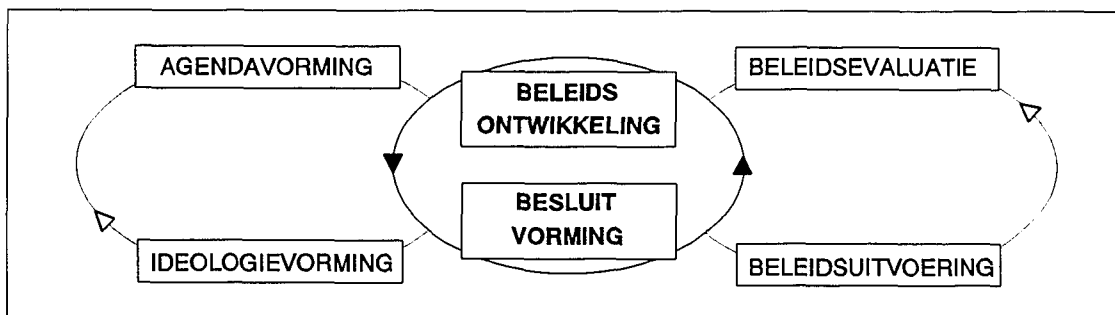 AGENDAVORMING
BELEIDS
ONTWIKKELING
BELEIDSEVALUATIE
IDEOLOGIEVORMING
BESLUIT
VORMING
BELEIDSUITVOERING